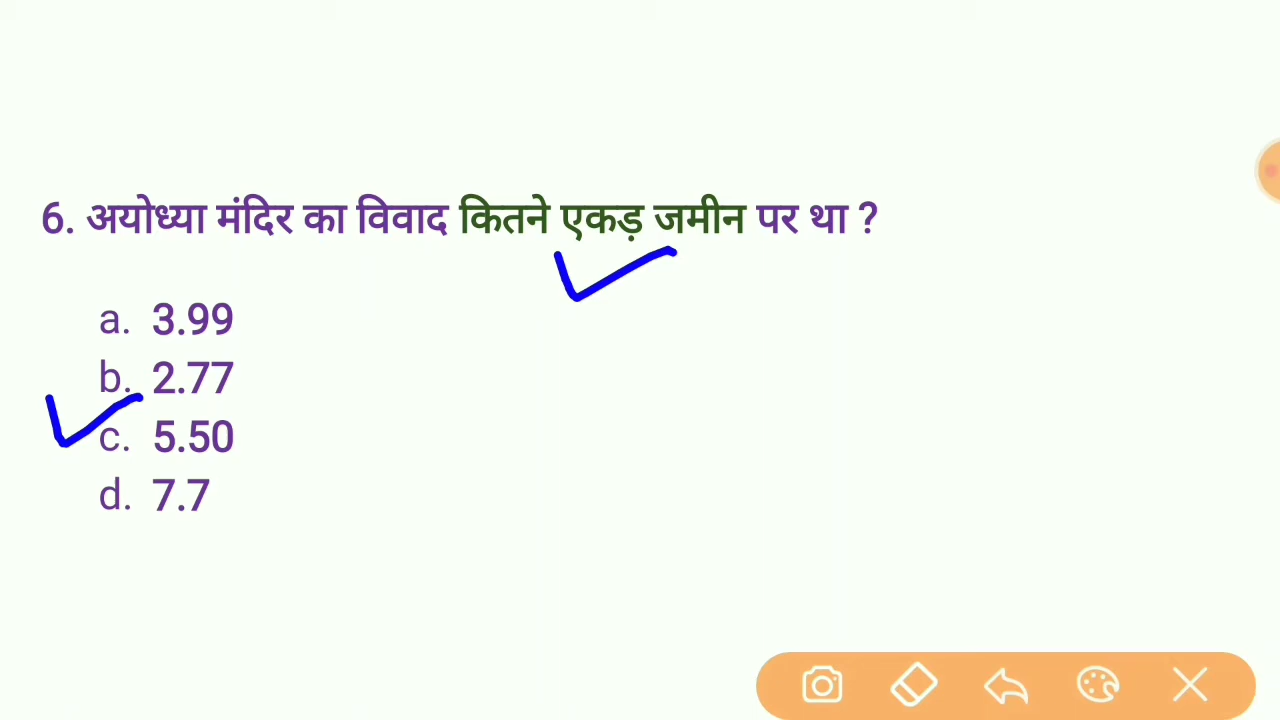 6. अयोध्या मंदिर का विवाद कितने एकड़ जमीन पर था ?
a. 3.99
b. 2.77
c. 5.50
d. 7.7